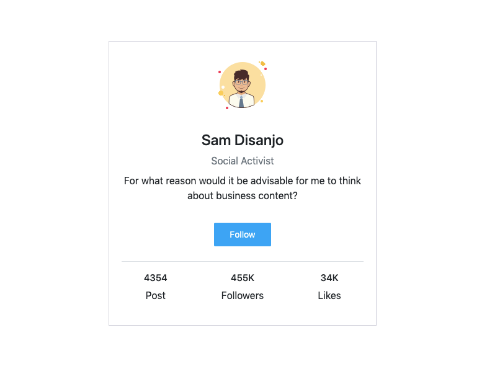 Sam Disanjo
Social Activist
For what reason would it be advisable for me to think
about business content?
Follow
4354 455K 34K
Post Followers Likes